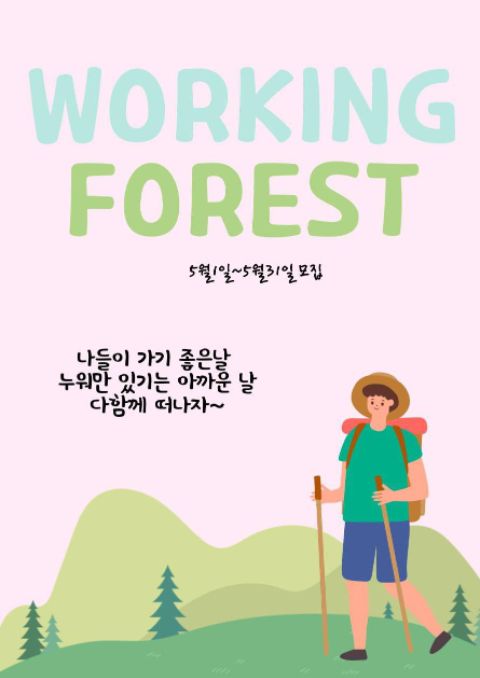 WORKING
FOREST
5월1일~5월31일 모집
나들이 가기 좋은날
누워만 있기는 아까운 날
다함께 떠나자~